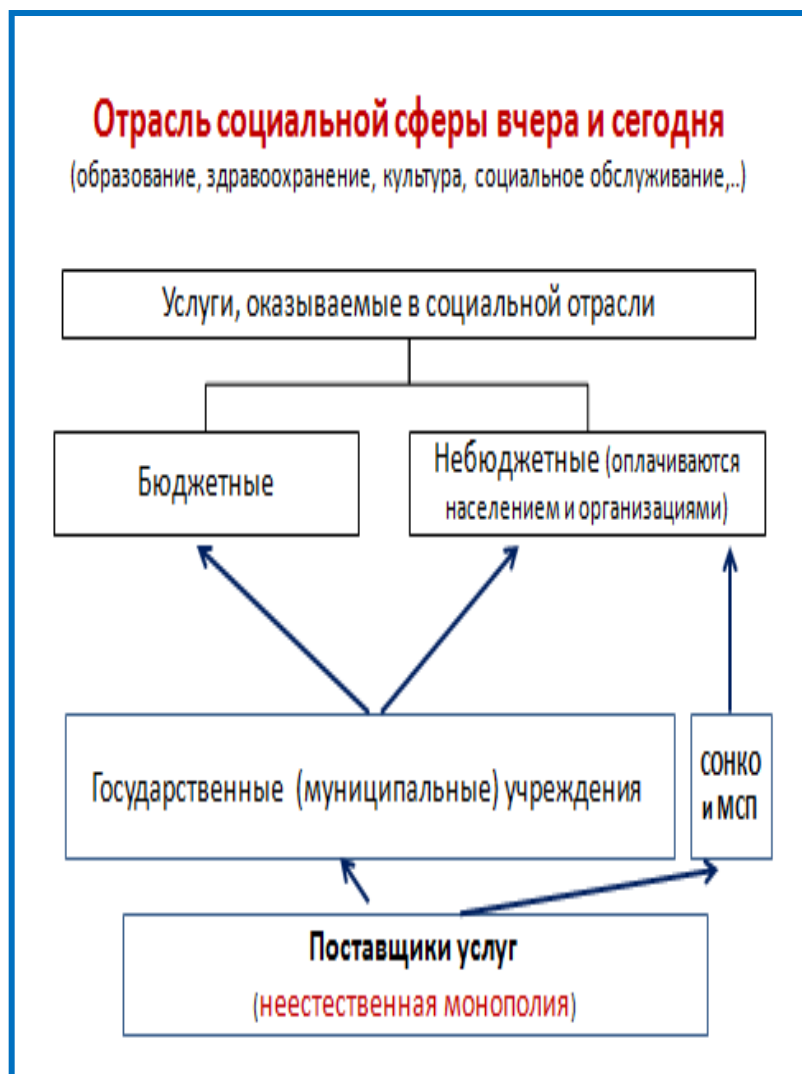 Отрасль социальной сферы вчера и сегодня
(образование, здравоохранение, культура, социальное обслуживание,..)
Услуги, оказываемые в социальной отрасли
Бюджетные
Небюджетные (оплачиваются
населением и организациями)
Государственные (муниципальные) учреждения
СОНКО
и МСП
Поставщики услуг
(неестественная монополия)